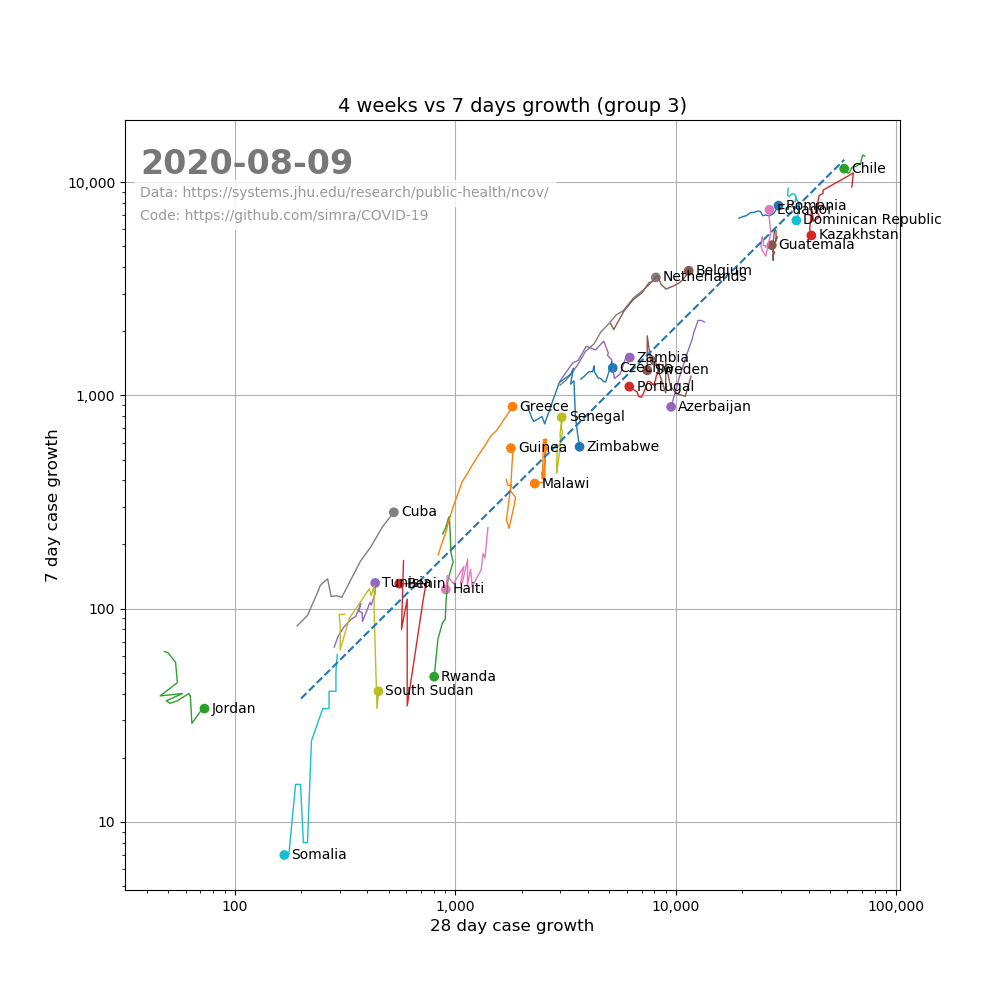 4 weeks vs 7 days growth (group 3)
2020-08-09
Data: https://systems.jhu.edu/research/public-health/ncov/
Code: https://github.com/simra/COVID-19
10,000
1,000
100
10
7 day case growth
Chile
Romania
Ecuador
Dominican Republic
Kazakhstan
Guatemala
Belgium
Netherlands
Zambia
Czechia
Sweden
Portugal
Azerbaijan
Greece
Senegal
Guinea
Zimbabwe
Malawi
Cuba
Tunisia
Benin
Haiti
Rwanda
South Sudan
Jordan
Somalia
100
1,000
10,000
100,000
28 day case growth